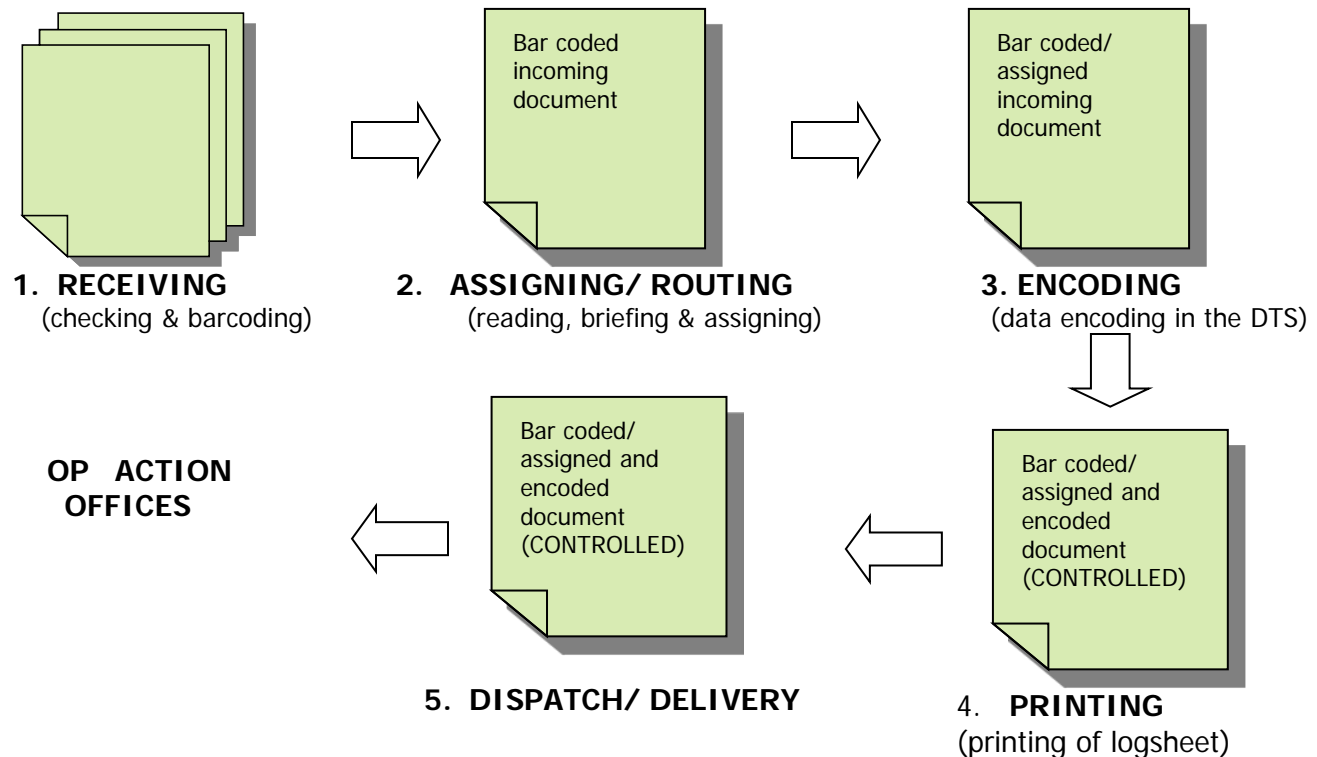 Bar coded
incoming
document
Bar coded/
assigned
incoming
document
1. RECEIVING
(checking & barcoding)
2. ASSIGNING/ ROUTING
(reading, briefing & assigning)
3. ENCODING
(data encoding in the DTS)
OP ACTION
OFFICES
Bar coded/
assigned and
encoded
document
(CONTROLLED)
Bar coded/
assigned and
encoded
document
(CONTROLLED)
5. DISPATCH/ DELIVERY
4. PRINTING
(printing of logsheet)